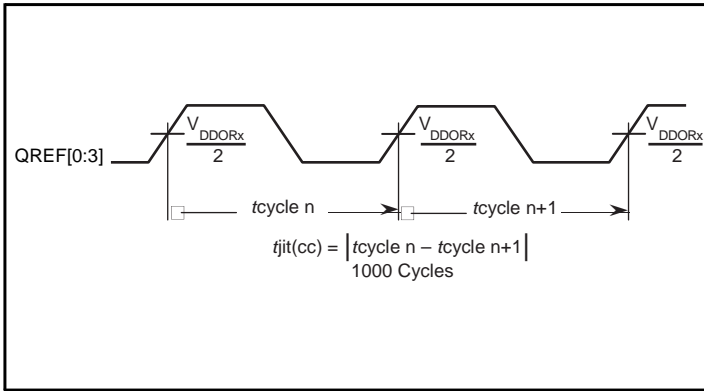 V DDORx
2
V DDORx
2
V DDORx
2
QREF[0:3]
tcycle n
tcycle n+1
tjit(cc) = |tcycle n – tcycle n+1|
1000 Cycles